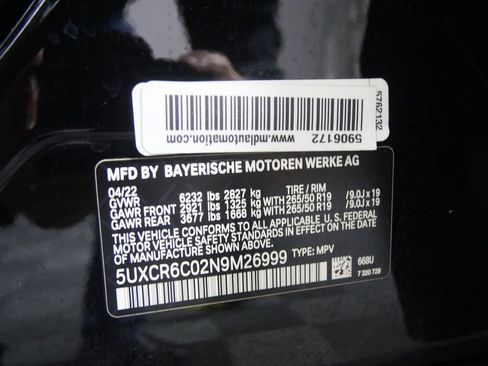 5762132
www.mdlautomation.com
5906172
MFD BY BAYERISCHE MOTOREN WERKE AG
04/22
GVWR 6232 lbs 2827 kg TIRE / RIM
GAWR FRONT 2921 lbs 1325 kg 265/50 R19 /9.0J x 19
GAWR REAR 3677 lbs 1668 kg 265/50 R19 /9.0J x 19
THIS VEHICLE CONFORMS TO ALL APPLICABLE U.S. FEDERAL
MOTOR VEHICLE SAFETY STANDARDS IN EFFECT ON THE DATE OF
MANUFACTURE SHOWN ABOVE.
5UXCR6C02N9M26999 TYPE: MPV
668U
7 320 729